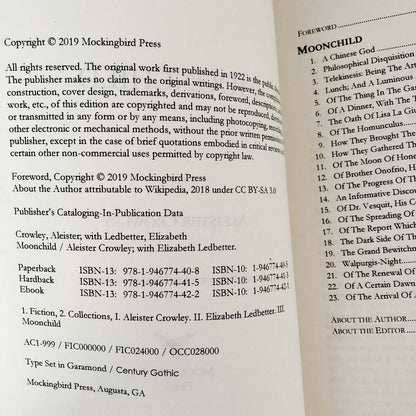 Copyright © 2019 Mockingbird Press
All rights reserved. The original work first published in 1922 is the public
The publisher makes no claim to the original writings. However, the
construction, cover design, trademarks, derivations, foreword, description
work, etc., of this edition are copyrighted and may not be reproduced,
or transmitted in any form or by any means, including photocopying,
other electronic or mechanical methods, without the prior written permission
publisher, except in the case of brief quotations embodied in critical
certain other non-commercial uses permitted by copyright law.
Foreword, Copyright © 2019 Mockingbird Press
About the Author attributable to Wikipedia, 2018 under CC BY-SA 3.0
Publisher's Cataloging-In-Publication Data
Crowley, Aleister; with Ledbetter, Elizabeth
Moonchild / Aleister Crowley; with Elizabeth Ledbetter.
Paperback ISBN-13: 978-1-946774-40-8 ISBN-10: 1-946774-40-5
Hardback ISBN-13: 978-1-946774-41-5 ISBN-10: 1-946774-41-3
Ebook ISBN-13: 978-1-946774-42-2 ISBN-10: 1-946774-42-1
1. Fiction, 2. Collections, I. Aleister Crowley. II. Elizabeth Ledbetter. III.
Moonchild
AC1-999 / FIC000000 / FIC024000 / OCC028000
Type Set in Garamond / Century Gothic
Mockingbird Press, Augusta, GA
FOREWORD
MOONCHILD
1. A Chinese God
2. Philosophical Disquisition
3. Telekinesis: Being The Art
4. Lunch; And A Luminous
5. Of The Thing In The Gar
6. Of A Dinner, With The
7. The Oath Of Lisa La Giu
8. Of The Homunculus
9. How They Brought The
10. How They Gathered Th
11. Of The Moon Of Honey
12. Of Brother Onofrio, H
13. Of The Progress Of Th
14. An Informative Discou
15. Of Dr. Vesquit, His Co
16. Of The Spreading Of
17. Of The Report Which
18. The Dark Side Of The
19. The Grand Bewitchm
20. Walpurgis-Night
21. Of The Renewal Of
22. Of A Certain Dawn
23. Of The Arrival Of
ABOUT THE AUTHOR
ABOUT THE EDITOR